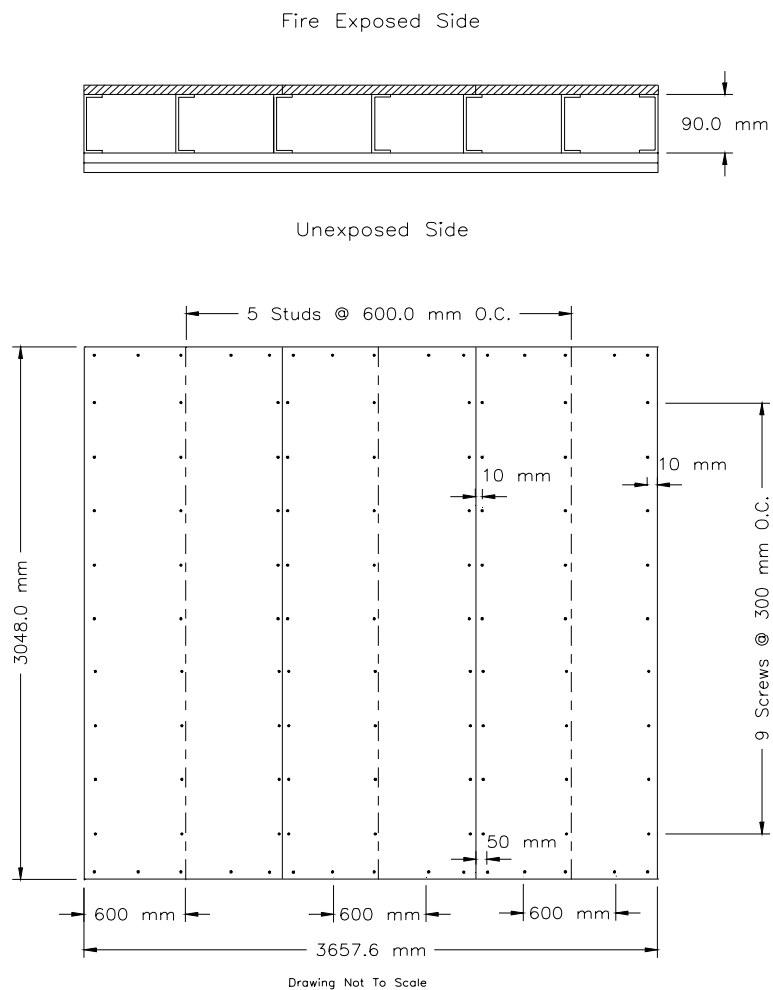 Fire Exposed Side
90.0 mm
Unexposed Side
5 Studs @ 600.0 mm O.C.
10 mm
10 mm
3048.0 mm
9 Screws @ 300 mm O.C.
50 mm
600 mm
600 mm
600 mm
3657.6 mm
Drawing Not To Scale